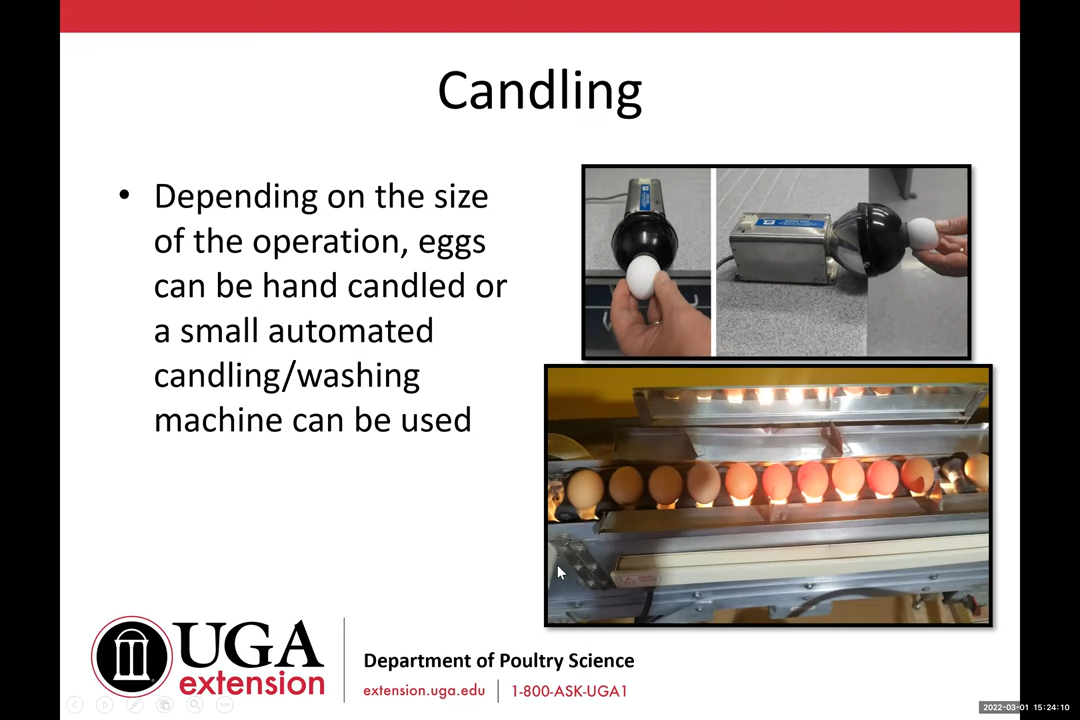 Candling
• Depending on the size
of the operation, eggs
can be hand candled or
a small automated
candling/washing
machine can be used
UGA
extension
Department of Poultry Science
extension.uga.edu
1-800-ASK-UGA1
2022-03-01 15:24:10